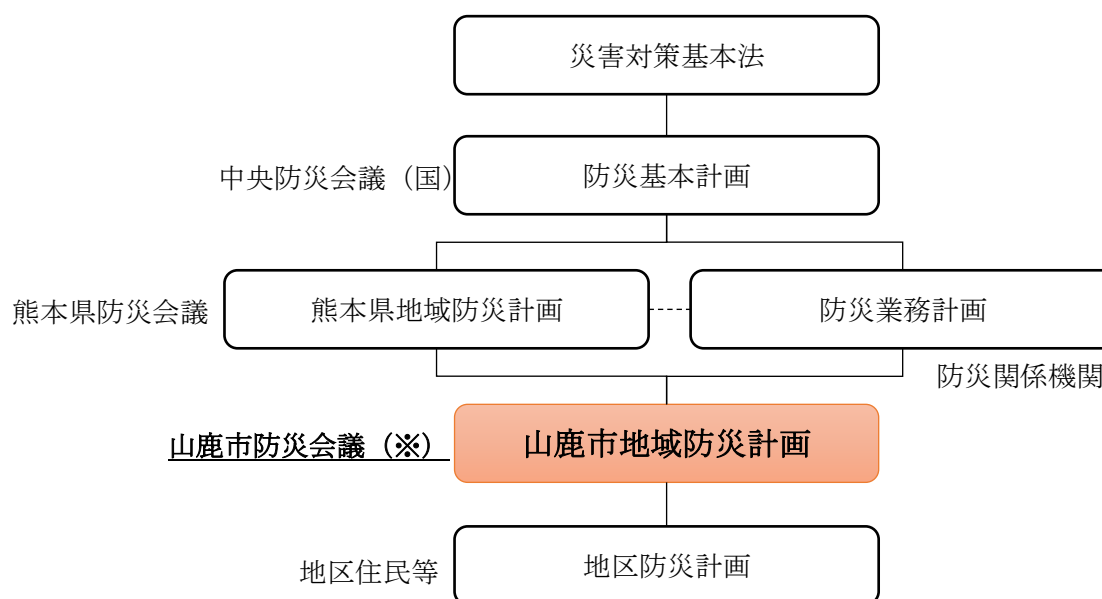 災害対策基本法
中央防災会議（国）
防災基本計画
熊本県防災会議
熊本県地域防災計画
防災業務計画
防災関係機関
山鹿市防災会議（※）
山鹿市地域防災計画
地区住民等
地区防災計画